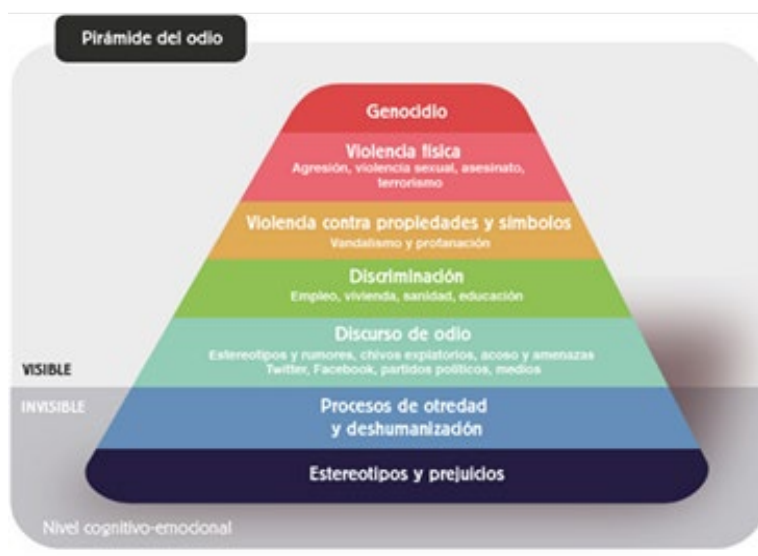 Pirámide del odio
Genocidio
Violencia física
Agresión, violencia sexual, asesinato,
terrorismo
Violencia contra propiedades y símbolos
Vandalismo y profanación
Discriminación
Empleo, vivienda, sanidad, educación
Discurso de odio
Estereotipos y rumores, chivos expiatorios, acoso y amenazas
Twitter, Facebook, partidos políticos, medios
VISIBLE
INVISIBLE
Procesos de otredad
y deshumanización
Estereotipos y prejuicios
Nivel cognitivo-emocional